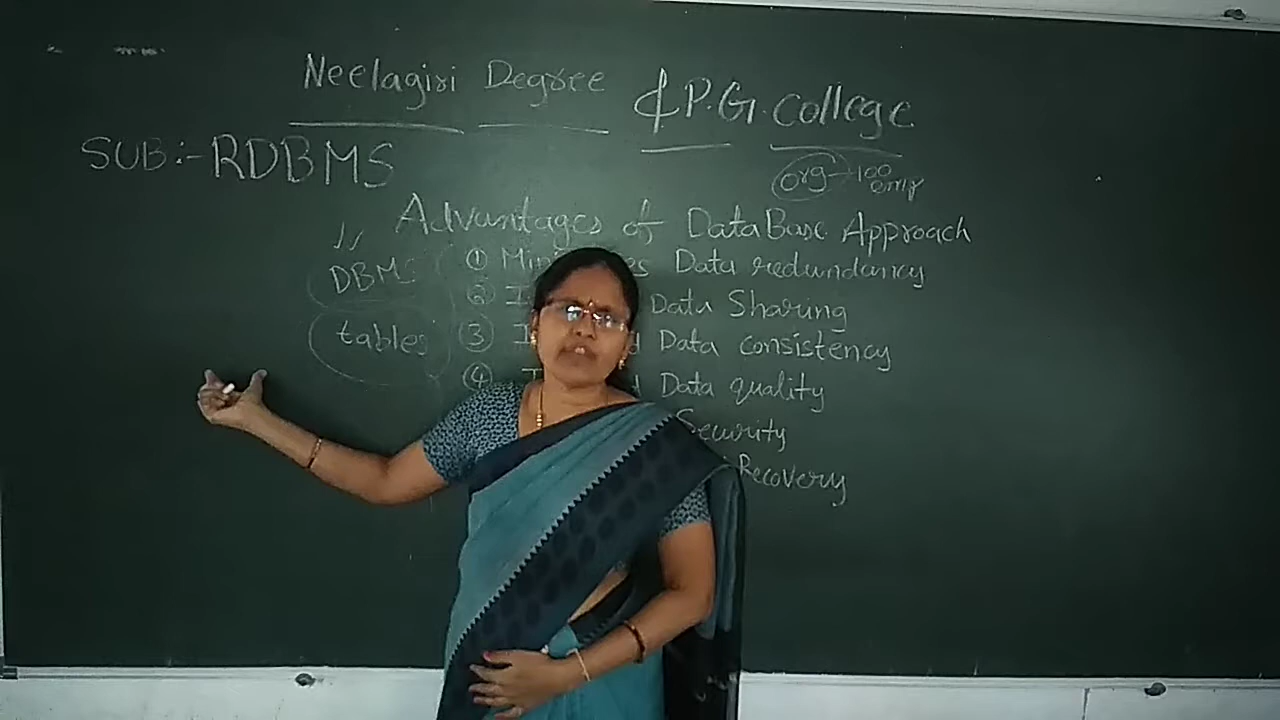 Neelagiri Degree & P.G. College
SUB:- RDBMS
org → 100 emp
Advantages of DataBase Approach
DBMS
tables
① Data redundancy
② Data Sharing
③ Data consistency
④ Data quality
Security
Recovery